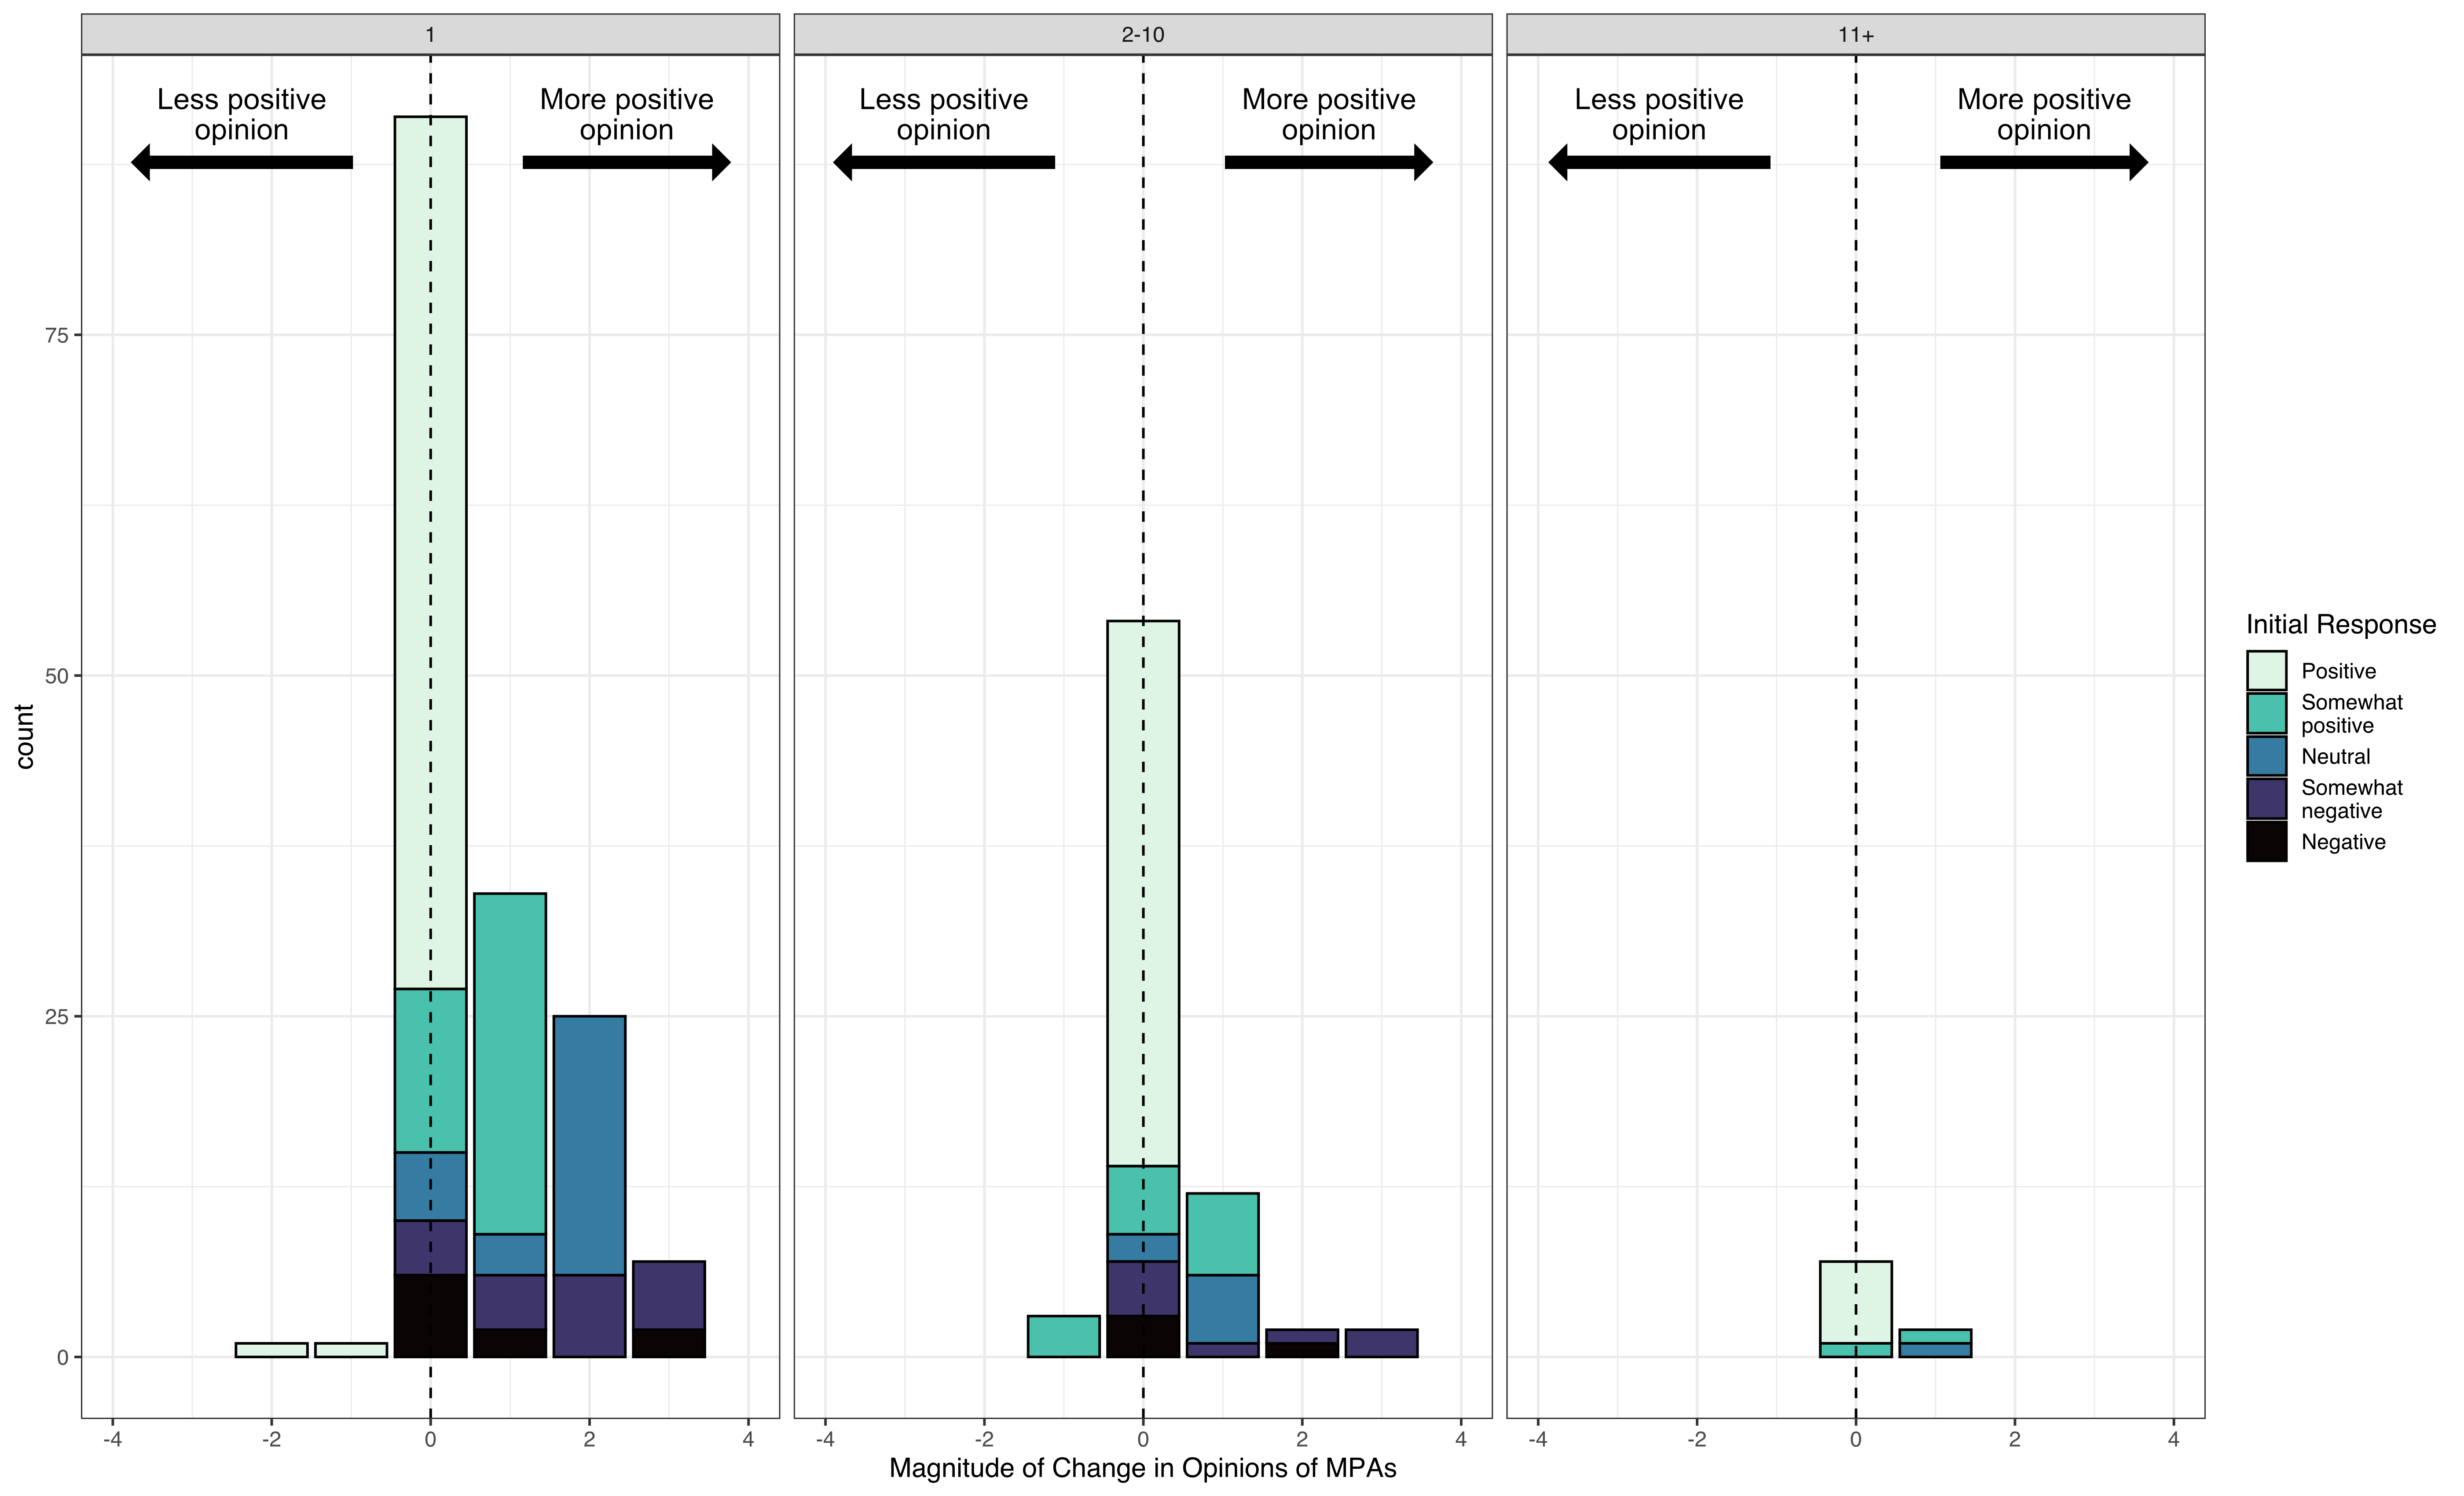 1
2-10
11+
Less positive
opinion
More positive
opinion
Less positive
opinion
More positive
opinion
Less positive
opinion
More positive
opinion
75
50
25
0
count
-4
-2
0
2
4
-4
-2
0
2
4
-4
-2
0
2
4
Magnitude of Change in Opinions of MPAs
Initial Response
Positive
Somewhat
positive
Neutral
Somewhat
negative
Negative